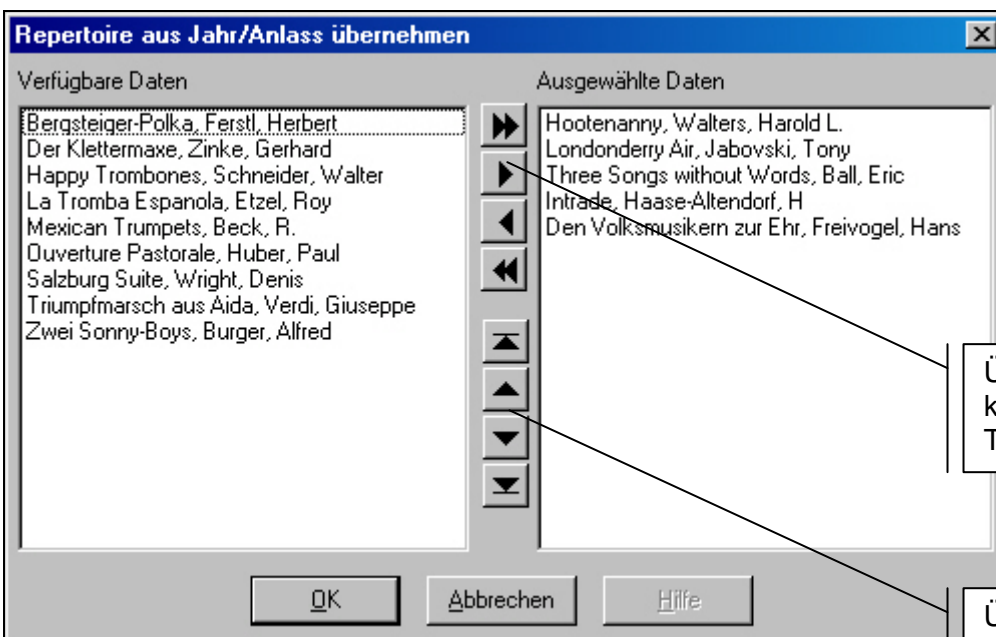 Repertoire aus Jahr/Anlass übernehmen
Verfügbare Daten
Bergsteiger-Polka, Ferstl, Herbert
Der Klettermaxe, Zinke, Gerhard
Happy Trombones, Schneider, Walter
La Tromba Espanola, Etzel, Roy
Mexican Trumpets, Beck, R.
Ouverture Pastorale, Huber, Paul
Salzburg Suite, Wright, Denis
Triumpfmarsch aus Aida, Verdi, Giuseppe
Zwei Sonny-Boys, Burger, Alfred
Ausgewählte Daten
Hootenanny, Walters, Harold L.
Londonderry Air, Jabovski, Tony
Three Songs without Words, Ball, Eric
Intrade, Haase-Altendorf, H
Den Volksmusikern zur Ehr, Freivogel, Hans
OK
Abbrechen
Hilfe